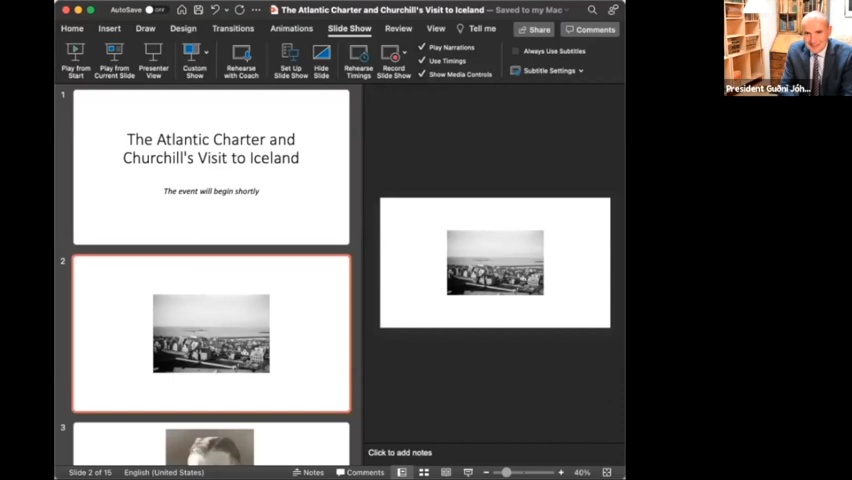 AutoSave OFF
The Atlantic Charter and Churchill's Visit to Iceland — Saved to my Mac
Home Insert Draw Design Transitions Animations Slide Show Review View Tell me Share Comments
Play from Start
Play from Current Slide
Presenter View
Custom Show
Rehearse with Coach
Set Up Slide Show
Hide Slide
Rehearse Timings
Record Slide Show
Play Narrations
Use Timings
Show Media Controls
Always Use Subtitles
Subtitle Settings
President Guðni Jóh...
1
The Atlantic Charter and
Churchill's Visit to Iceland
The event will begin shortly
2
3
Click to add notes
Slide 2 of 15 English (United States) Notes Comments 40%